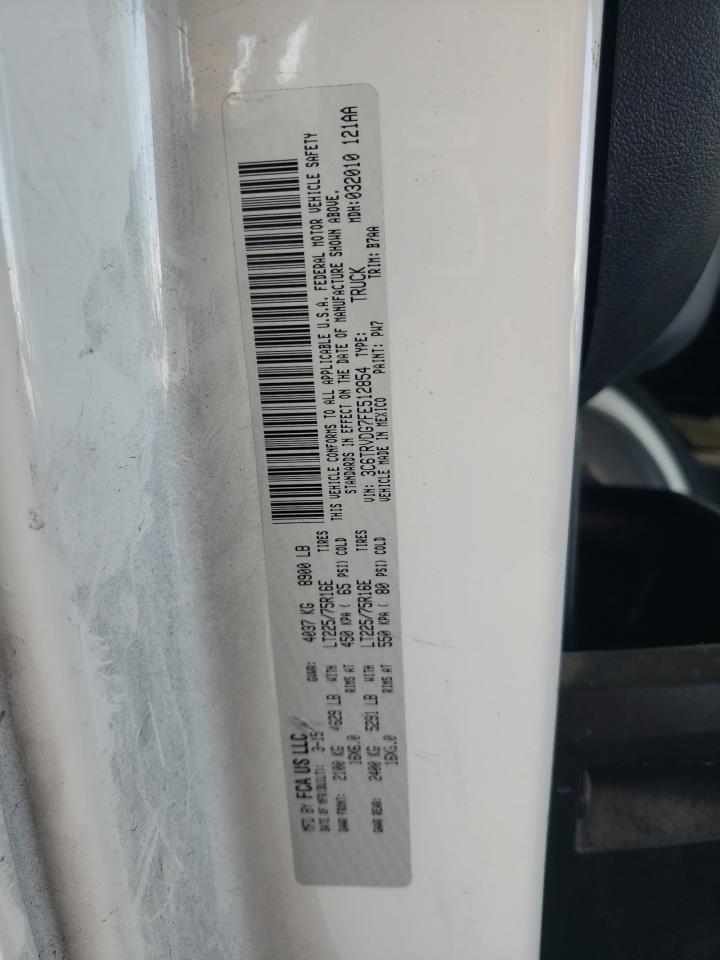 MFD BY FCA US LLC
DATE OF MFR(BUILT): 3-15 GVWR: 4037 KG 8900 LB
GAWR FRONT: 2100 KG 4629 LB WITH LT225/75R16E TIRES
16X6.0 RIMS AT 450 KPA ( 65 PSI) COLD
GAWR REAR: 2400 KG 5291 LB WITH LT225/75R16E TIRES
16X6.0 RIMS AT 550 KPA ( 80 PSI) COLD
THIS VEHICLE CONFORMS TO ALL APPLICABLE U.S.A. FEDERAL MOTOR VEHICLE SAFETY
STANDARDS IN EFFECT ON THE DATE OF MANUFACTURE SHOWN ABOVE.
VIN: 3C6TRVDG7FE512854 TYPE: TRUCK MDH:032010 121AA
VEHICLE MADE IN MEXICO PAINT: PW7 TRIM: B7AA